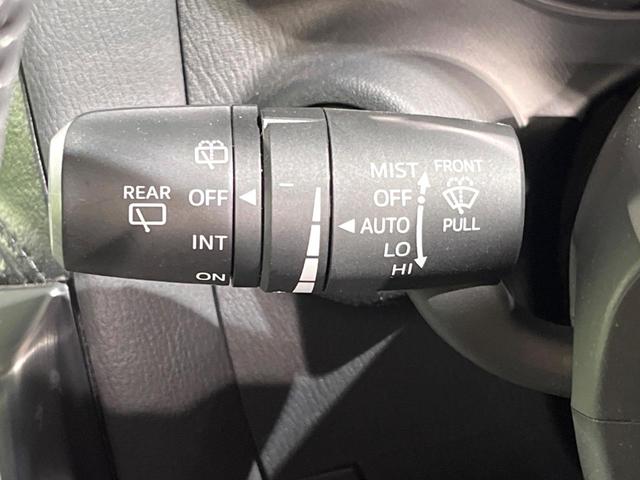 REAR
OFF
INT
ON
MIST
OFF
AUTO
LO
HI
FRONT
PULL